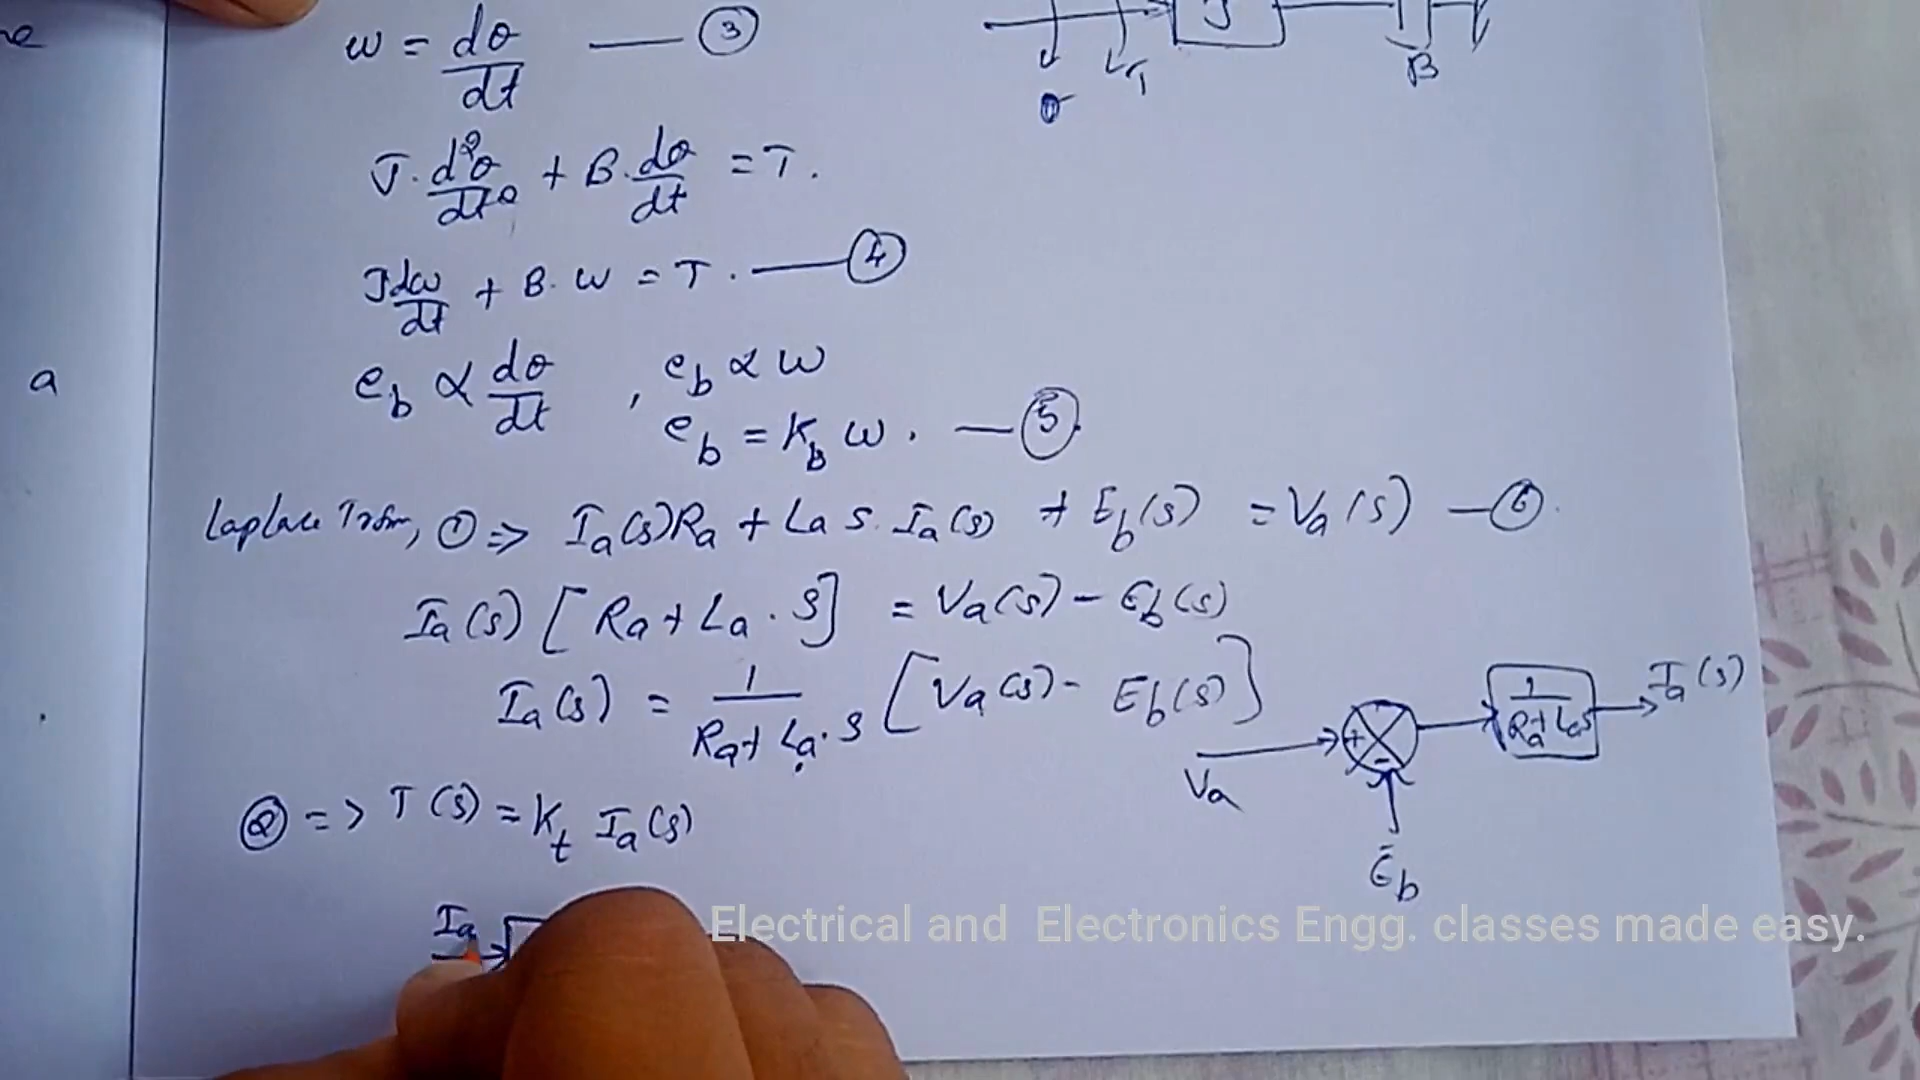 ω = dθ/dt — ③
J
B
T
θ
J. d²θ/dt² + B. dθ/dt = T.
J dω/dt + B. ω = T. — ④
a
e_b ∝ dθ/dt , e_b ∝ ω
e_b = K_b ω. — ⑤
Laplace Trfm, ① => I_a(s)R_a + L_a s. I_a(s) + E_b(s) = V_a(s) — ⑥.
I_a(s) [R_a + L_a . s] = V_a(s) - E_b(s)
I_a(s) = 1/(R_a + L_a . s) [V_a(s) - E_b(s)]
V_a + - E_b 1/(R_a + L_a s) I_a(s)
② => T(s) = K_t I_a(s)
I_a
Electrical and Electronics Engg. classes made easy.